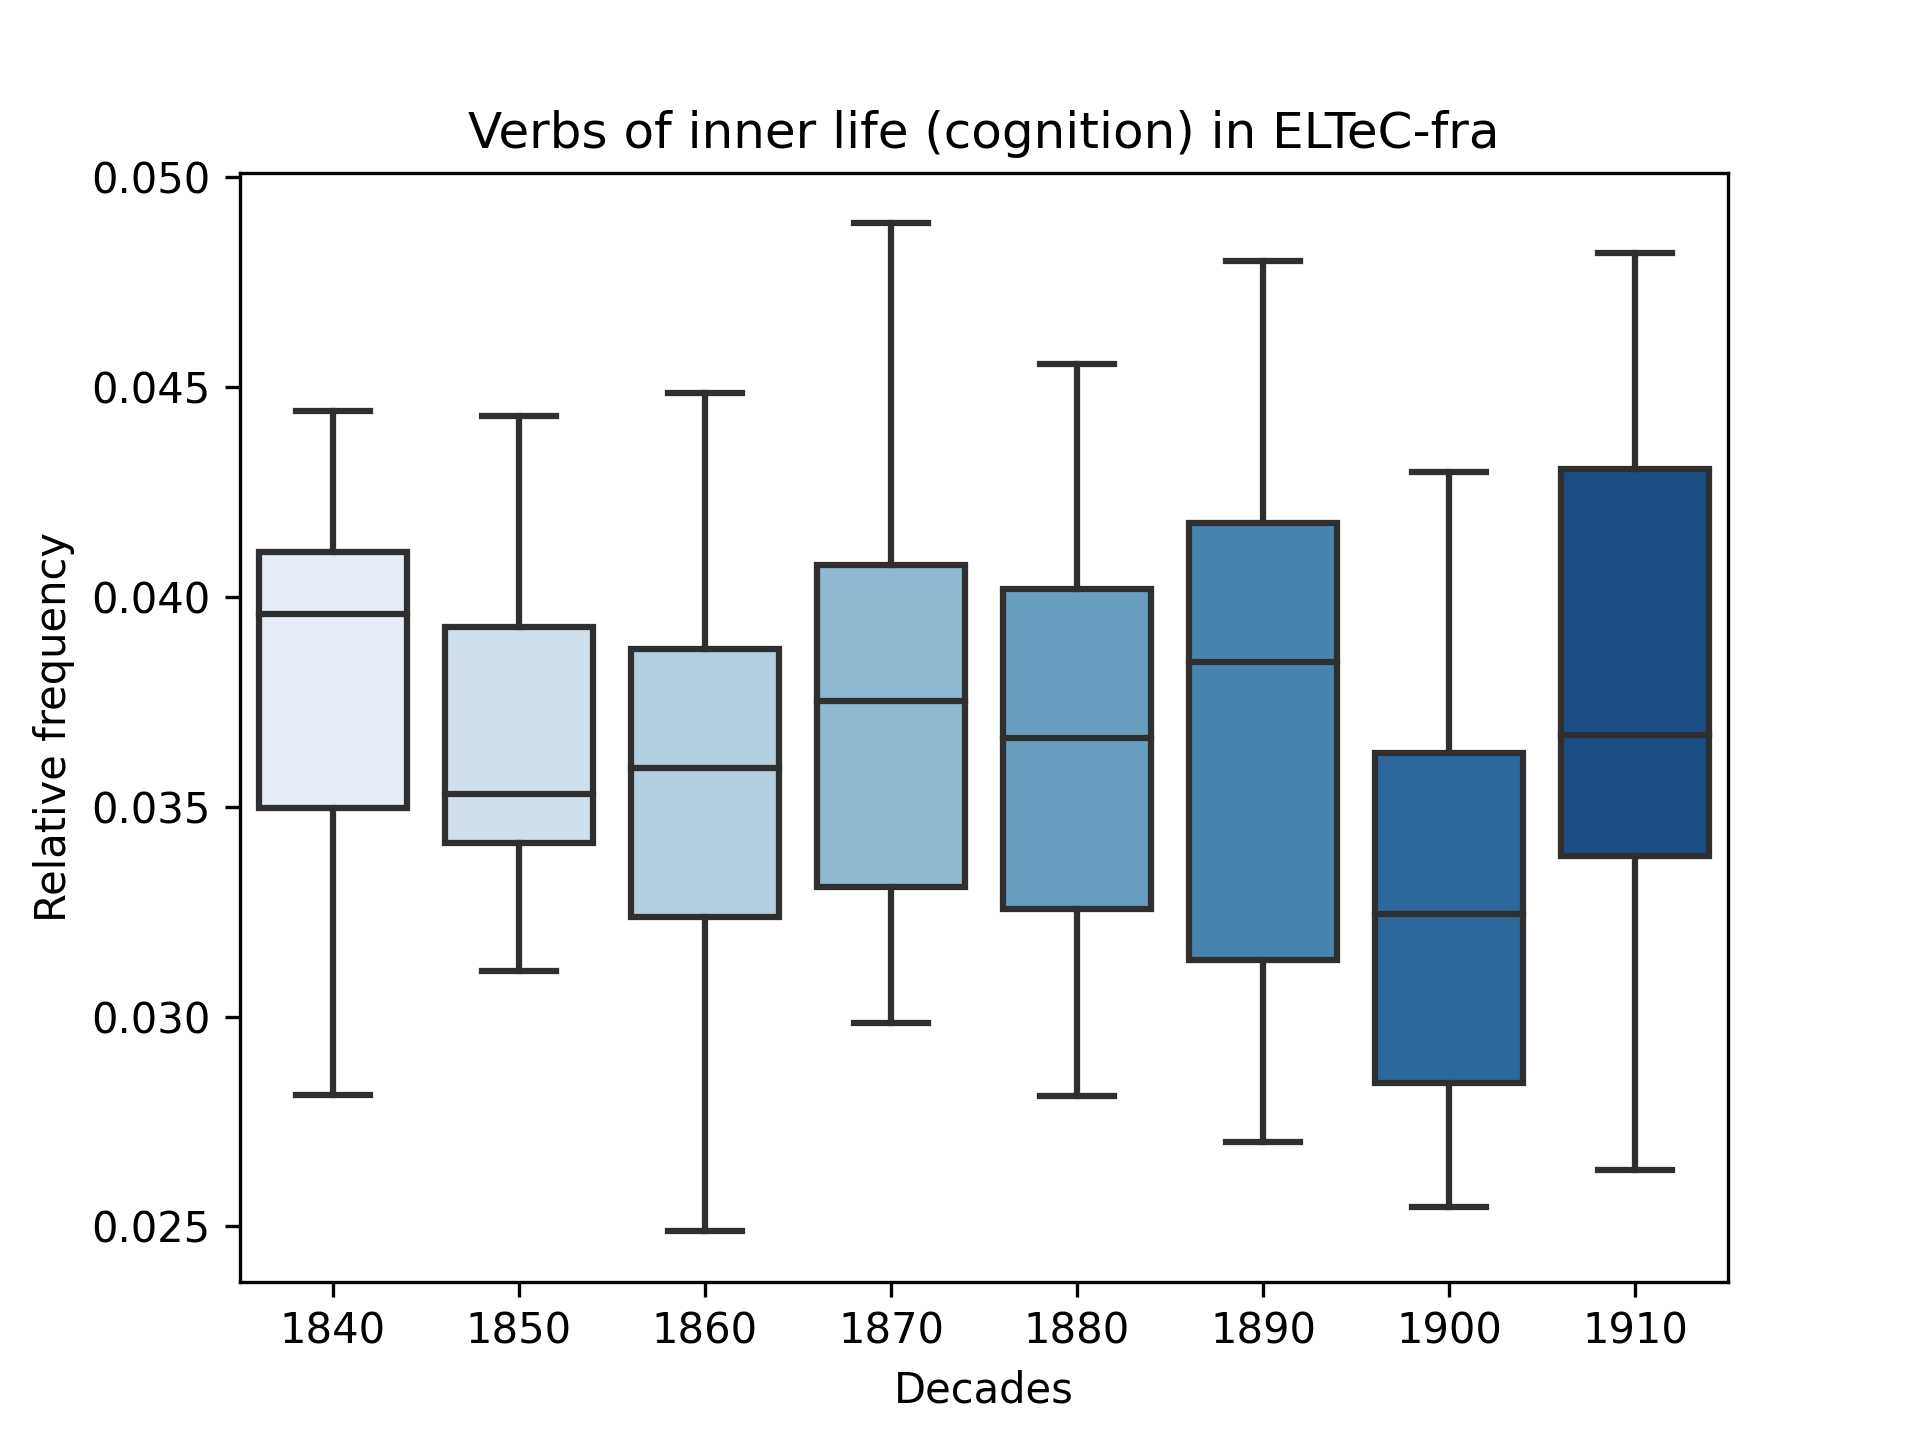 Verbs of inner life (cognition) in ELTeC-fra
0.050
0.045
0.040
0.035
0.030
0.025
Relative frequency
1840 1850 1860 1870 1880 1890 1900 1910
Decades